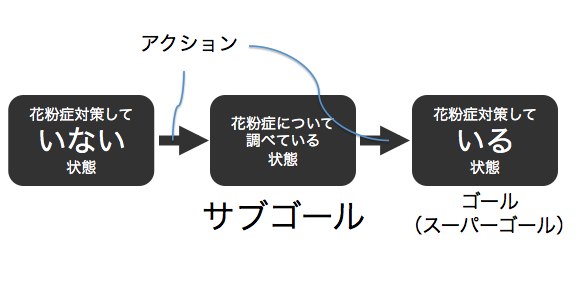 アクション
花粉症対策して
いない
状態
花粉症について
調べている
状態
花粉症対策して
いる
状態
サブゴール
ゴール
（スーパーゴール）